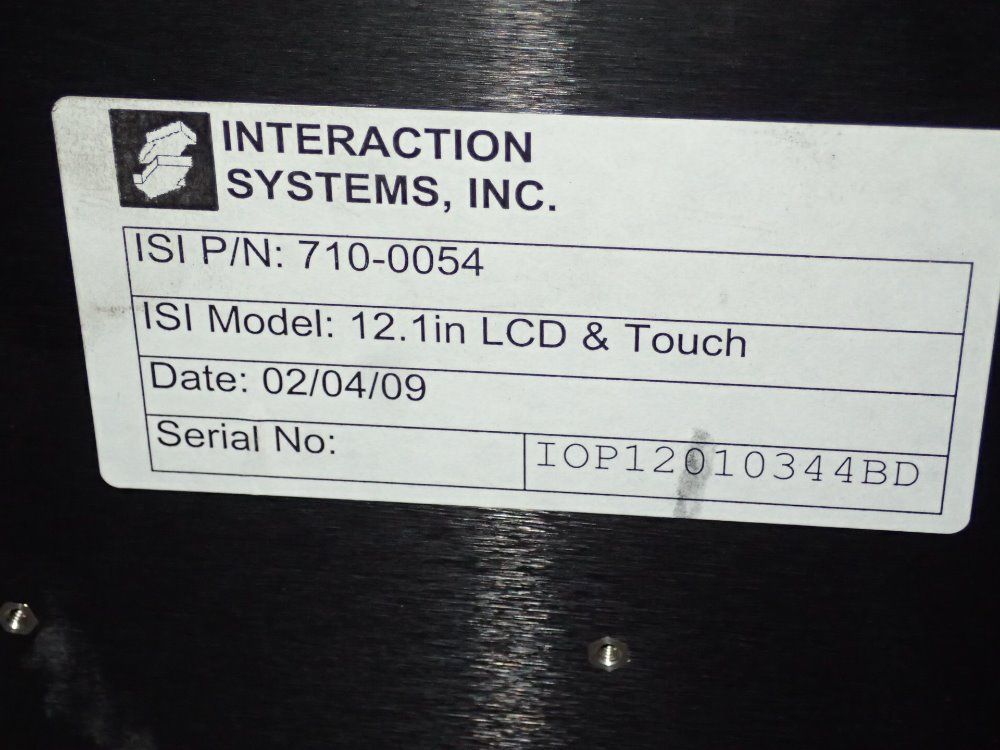 INTERACTION
SYSTEMS, INC.
ISI P/N: 710-0054
ISI Model: 12.1in LCD & Touch
Date: 02/04/09
Serial No: IOP12010344BD